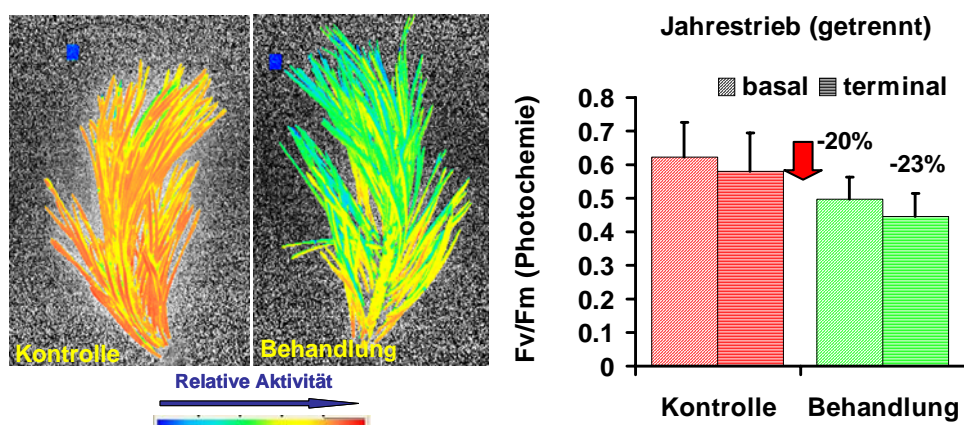 Kontrolle
Behandlung
Relative Aktivität
Jahrestrieb (getrennt)
basal terminal
Fv/Fm (Photochemie)
0.8
0.7
0.6
0.5
0.4
0.3
0.2
0.1
0
-20%
-23%
Kontrolle Behandlung